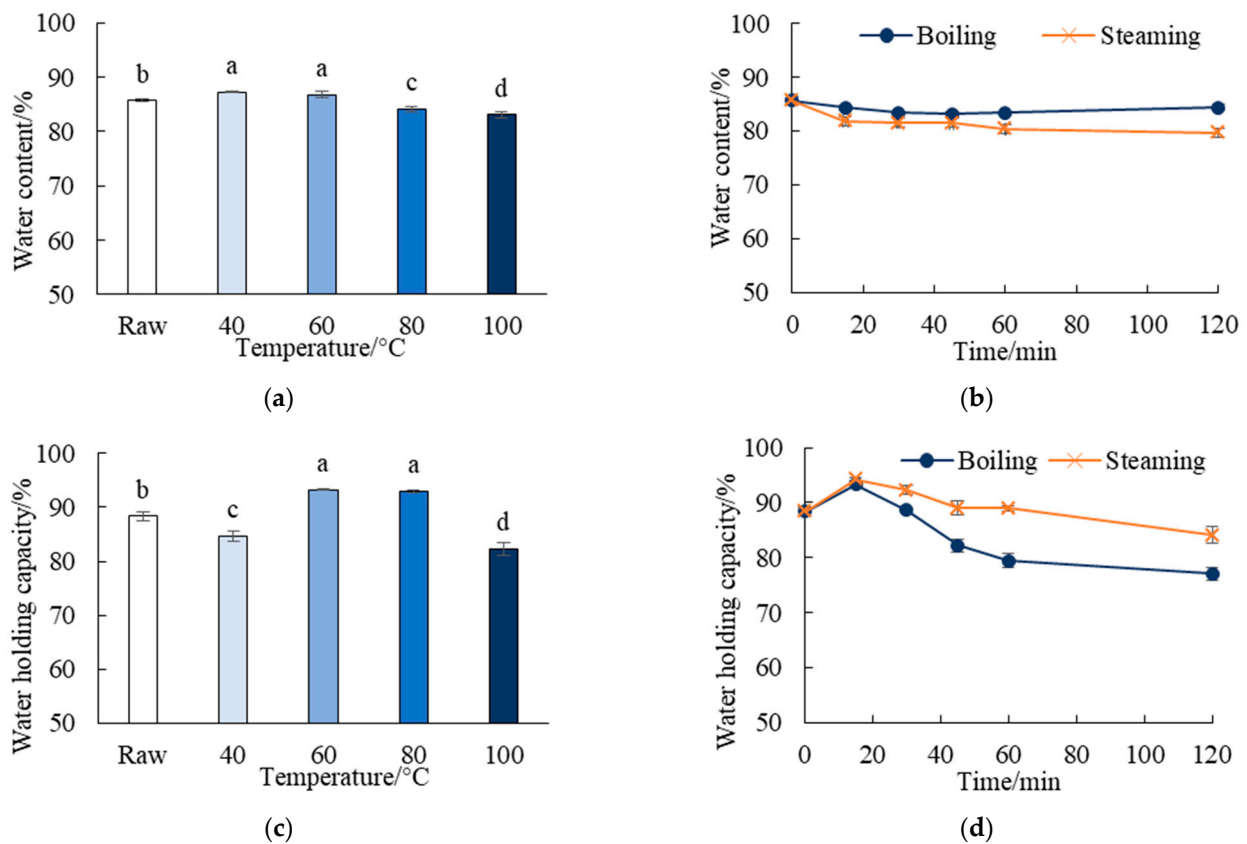 Water content/%
100
90
80
70
60
50
b
a
a
c
d
Raw
40
60
80
100
Temperature/°C
(a)
Water content/%
100
90
80
70
60
50
Boiling
Steaming
0
20
40
60
80
100
120
Time/min
(b)
Water holding capacity/%
100
90
80
70
60
50
b
c
a
a
d
Raw
40
60
80
100
Temperature/°C
(c)
Water holding capacity/%
100
90
80
70
60
50
Boiling
Steaming
0
20
40
60
80
100
120
Time/min
(d)